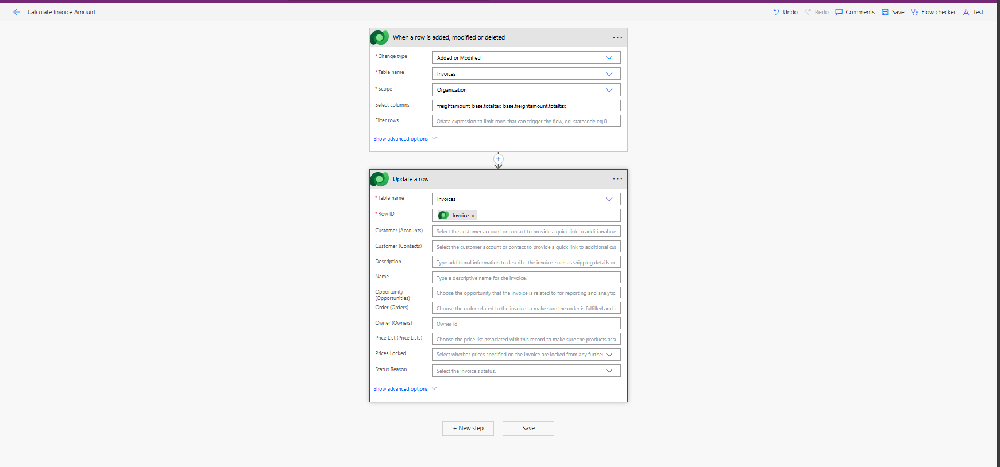 Calculate Invoice Amount
Undo
Redo
Comments
Save
Flow checker
Test
When a row is added, modified or deleted
* Change type
Added or Modified
* Table name
Invoices
* Scope
Organization
Select columns
freightamount_base,totaltax_base,freightamount,totaltax
Filter rows
Odata expression to limit rows that can trigger the flow, eg. statecode eq 0
Show advanced options
Update a row
* Table name
Invoices
* Row ID
Invoice ×
Customer (Accounts)
Select the customer account or contact to provide a quick link to additional cus
Customer (Contacts)
Select the customer account or contact to provide a quick link to additional cus
Description
Type additional information to describe the invoice, such as shipping details or
Name
Type a descriptive name for the invoice.
Opportunity
(Opportunities)
Choose the opportunity that the invoice is related to for reporting and analytics
Order (Orders)
Choose the order related to the invoice to make sure the order is fulfilled and i
Owner (Owners)
Owner Id
Price List (Price Lists)
Choose the price list associated with this record to make sure the products asso
Prices Locked
Select whether prices specified on the invoice are locked from any furthe
Status Reason
Select the invoice's status.
Show advanced options
+ New step
Save